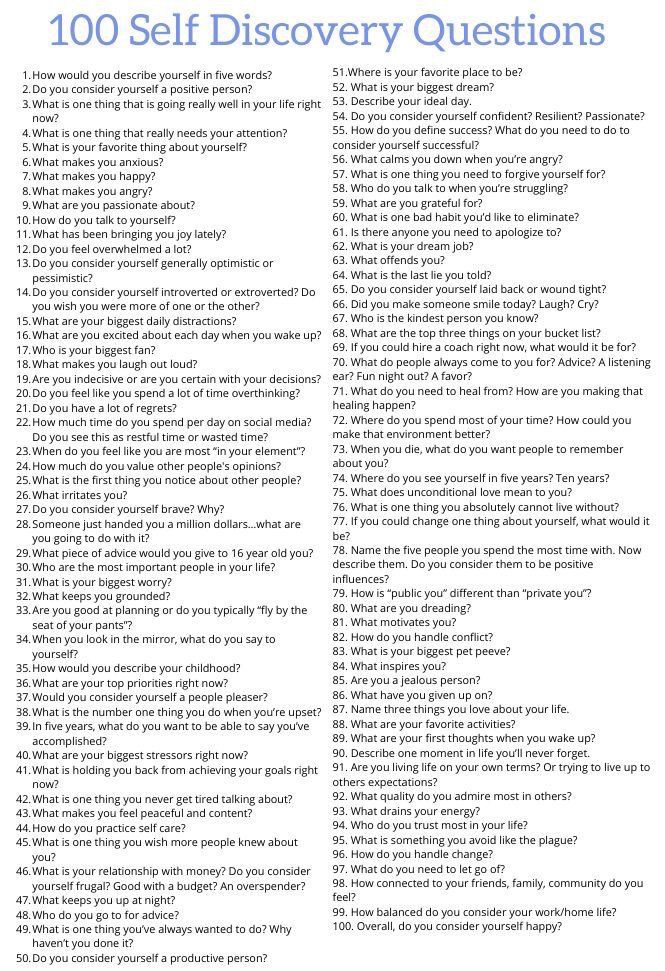 100 Self Discovery Questions
1.How would you describe yourself in five words?
2.Do you consider yourself a positive person?
3.What is one thing that is going really well in your life right
now?
4.What is one thing that really needs your attention?
5.What is your favorite thing about yourself?
6.What makes you anxious?
7.What makes you happy?
8.What makes you angry?
9.What are you passionate about?
10.How do you talk to yourself?
11.What has been bringing you joy lately?
12.Do you feel overwhelmed a lot?
13.Do you consider yourself generally optimistic or
pessimistic?
14.Do you consider yourself introverted or extroverted? Do
you wish you were more of one or the other?
15.What are your biggest daily distractions?
16.What are you excited about each day when you wake up?
17.Who is your biggest fan?
18.What makes you laugh out loud?
19.Are you indecisive or are you certain with your decisions?
20.Do you feel like you spend a lot of time overthinking?
21.Do you have a lot of regrets?
22.How much time do you spend per day on social media?
Do you see this as restful time or wasted time?
23.When do you feel like you are most “in your element”?
24.How much do you value other people's opinions?
25.What is the first thing you notice about other people?
26.What irritates you?
27.Do you consider yourself brave? Why?
28.Someone just handed you a million dollars...what are
you going to do with it?
29.What piece of advice would you give to 16 year old you?
30.Who are the most important people in your life?
31.What is your biggest worry?
32.What keeps you grounded?
33.Are you good at planning or do you typically “fly by the
seat of your pants”?
34.When you look in the mirror, what do you say to
yourself?
35.How would you describe your childhood?
36.What are your top priorities right now?
37.Would you consider yourself a people pleaser?
38.What is the number one thing you do when you’re upset?
39.In five years, what do you want to be able to say you’ve
accomplished?
40.What are your biggest stressors right now?
41.What is holding you back from achieving your goals right
now?
42.What is one thing you never get tired talking about?
43.What makes you feel peaceful and content?
44.How do you practice self care?
45.What is one thing you wish more people knew about
you?
46.What is your relationship with money? Do you consider
yourself frugal? Good with a budget? An overspender?
47.What keeps you up at night?
48.Who do you go to for advice?
49.What is one thing you’ve always wanted to do? Why
haven’t you done it?
50.Do you consider yourself a productive person?
51.Where is your favorite place to be?
52. What is your biggest dream?
53. Describe your ideal day.
54. Do you consider yourself confident? Resilient? Passionate?
55. How do you define success? What do you need to do to
consider yourself successful?
56. What calms you down when you’re angry?
57. What is one thing you need to forgive yourself for?
58. Who do you talk to when you’re struggling?
59. What are you grateful for?
60. What is one bad habit you’d like to eliminate?
61. Is there anyone you need to apologize to?
62. What is your dream job?
63. What offends you?
64. What is the last lie you told?
65. Do you consider yourself laid back or wound tight?
66. Did you make someone smile today? Laugh? Cry?
67. Who is the kindest person you know?
68. What are the top three things on your bucket list?
69. If you could hire a coach right now, what would it be for?
70. What do people always come to you for? Advice? A listening
ear? Fun night out? A favor?
71. What do you need to heal from? How are you making that
healing happen?
72. Where do you spend most of your time? How could you
make that environment better?
73. When you die, what do you want people to remember
about you?
74. Where do you see yourself in five years? Ten years?
75. What does unconditional love mean to you?
76. What is one thing you absolutely cannot live without?
77. If you could change one thing about yourself, what would it
be?
78. Name the five people you spend the most time with. Now
describe them. Do you consider them to be positive
influences?
79. How is “public you” different than “private you”?
80. What are you dreading?
81. What motivates you?
82. How do you handle conflict?
83. What is your biggest pet peeve?
84. What inspires you?
85. Are you a jealous person?
86. What have you given up on?
87. Name three things you love about your life.
88. What are your favorite activities?
89. What are your first thoughts when you wake up?
90. Describe one moment in life you’ll never forget.
91. Are you living life on your own terms? Or trying to live up to
others expectations?
92. What quality do you admire most in others?
93. What drains your energy?
94. Who do you trust most in your life?
95. What is something you avoid like the plague?
96. How do you handle change?
97. What do you need to let go of?
98. How connected to your friends, family, community do you
feel?
99. How balanced do you consider your work/home life?
100. Overall, do you consider yourself happy?